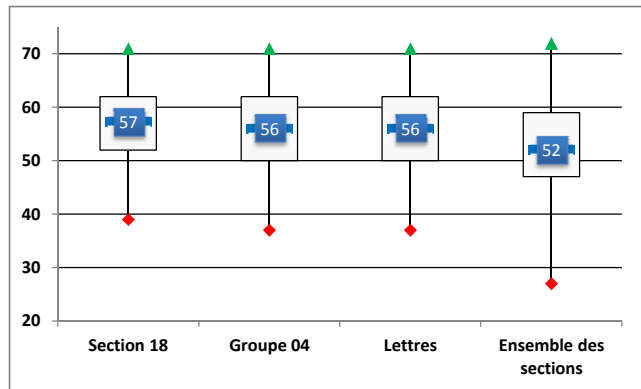 70
60
50
40
30
20
57
56
56
52
Section 18
Groupe 04
Lettres
Ensemble des
sections